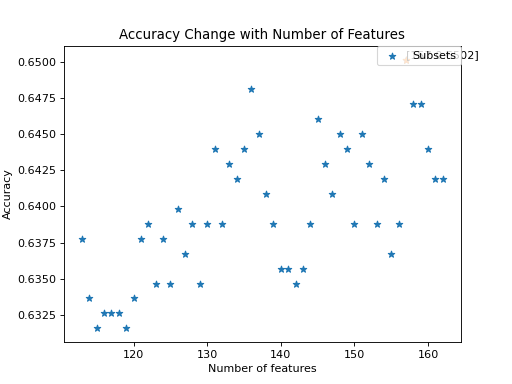 Accuracy Change with Number of Features
Subsets
02]
0.6500
0.6475
0.6450
0.6425
0.6400
0.6375
0.6350
0.6325
Accuracy
120 130 140 150 160
Number of features